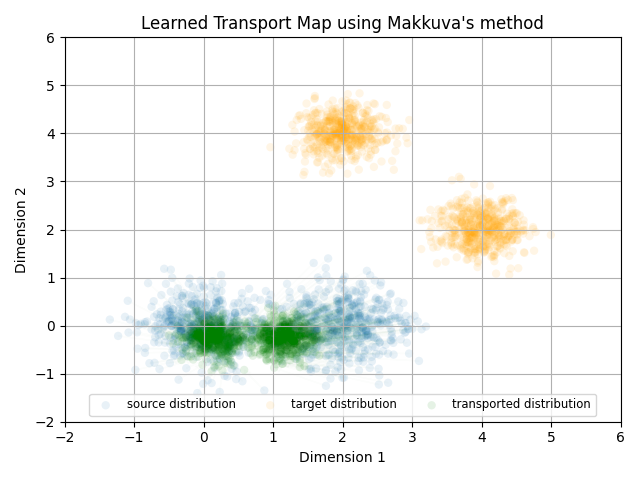 Learned Transport Map using Makkuva's method
6
5
4
3
2
1
0
−1
−2
Dimension 2
source distribution target distribution transported distribution
−2 −1 0 1 2 3 4 5 6
Dimension 1